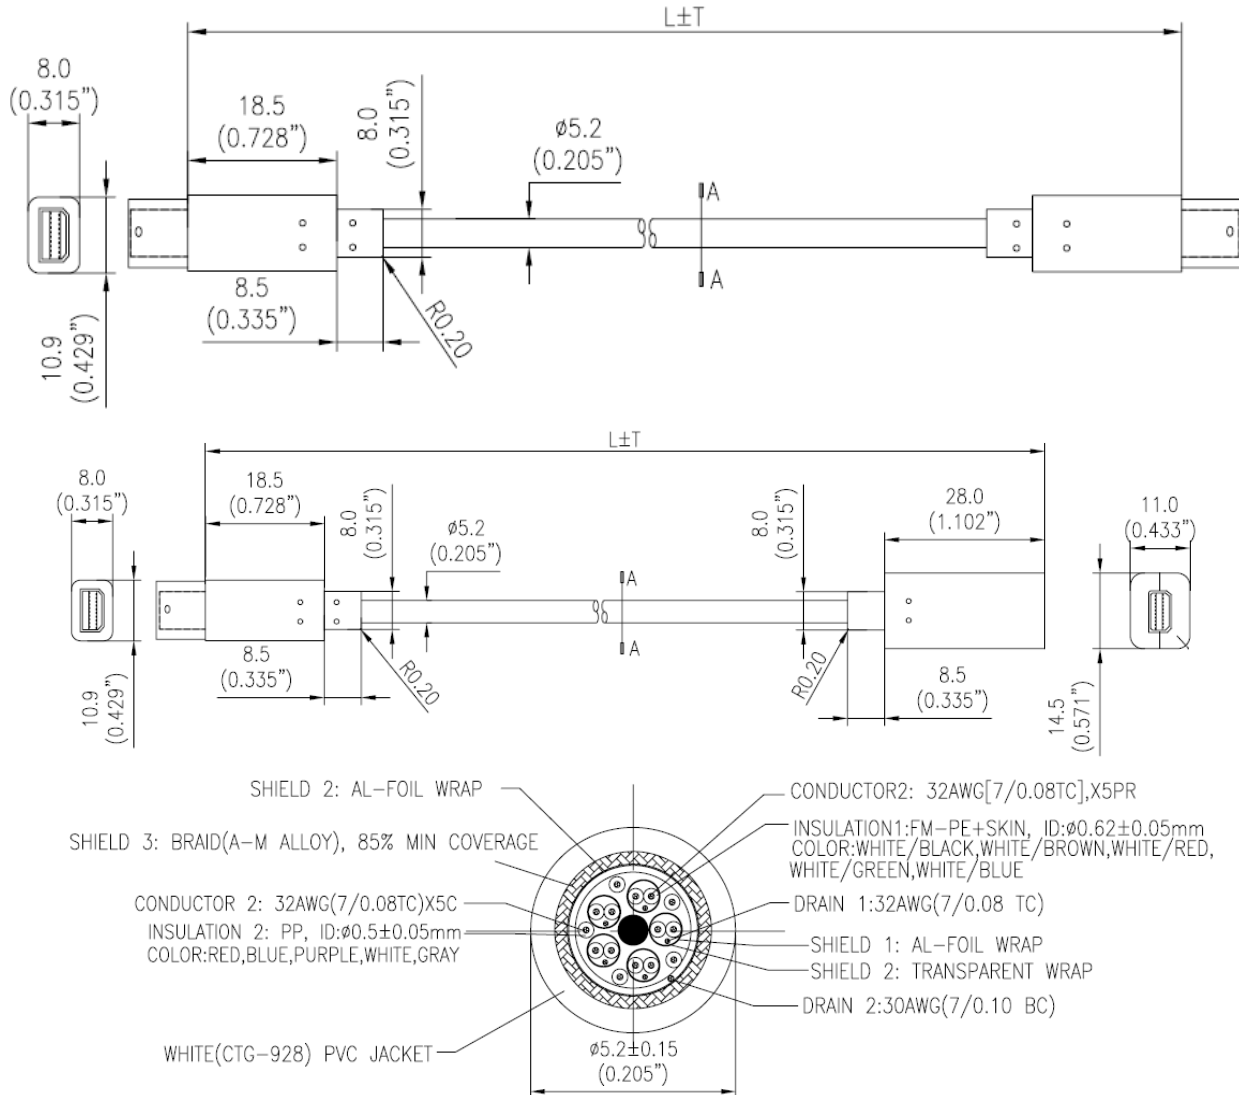 L±T
8.0
(0.315")
18.5
(0.728")
8.0
(0.315")
ø5.2
(0.205")
A
A
8.5
(0.335")
R0.20
10.9
(0.429")
L±T
8.0
(0.315")
18.5
(0.728")
8.0
(0.315")
ø5.2
(0.205")
8.0
(0.315")
28.0
(1.102")
11.0
(0.433")
A
A
8.5
(0.335")
R0.20
R0.20
8.5
(0.335")
10.9
(0.429")
14.5
(0.571")
SHIELD 2: AL-FOIL WRAP
SHIELD 3: BRAID(A-M ALLOY), 85% MIN COVERAGE
CONDUCTOR 2: 32AWG(7/0.08TC)X5C
INSULATION 2: PP, ID:ø0.5±0.05mm
COLOR:RED,BLUE,PURPLE,WHITE,GRAY
WHITE(CTG-928) PVC JACKET
CONDUCTOR2: 32AWG[7/0.08TC],X5PR
INSULATION1:FM-PE+SKIN, ID:ø0.62±0.05mm
COLOR:WHITE/BLACK,WHITE/BROWN,WHITE/RED,
WHITE/GREEN,WHITE/BLUE
DRAIN 1:32AWG(7/0.08 TC)
SHIELD 1: AL-FOIL WRAP
SHIELD 2: TRANSPARENT WRAP
DRAIN 2:30AWG(7/0.10 BC)
ø5.2±0.15
(0.205")